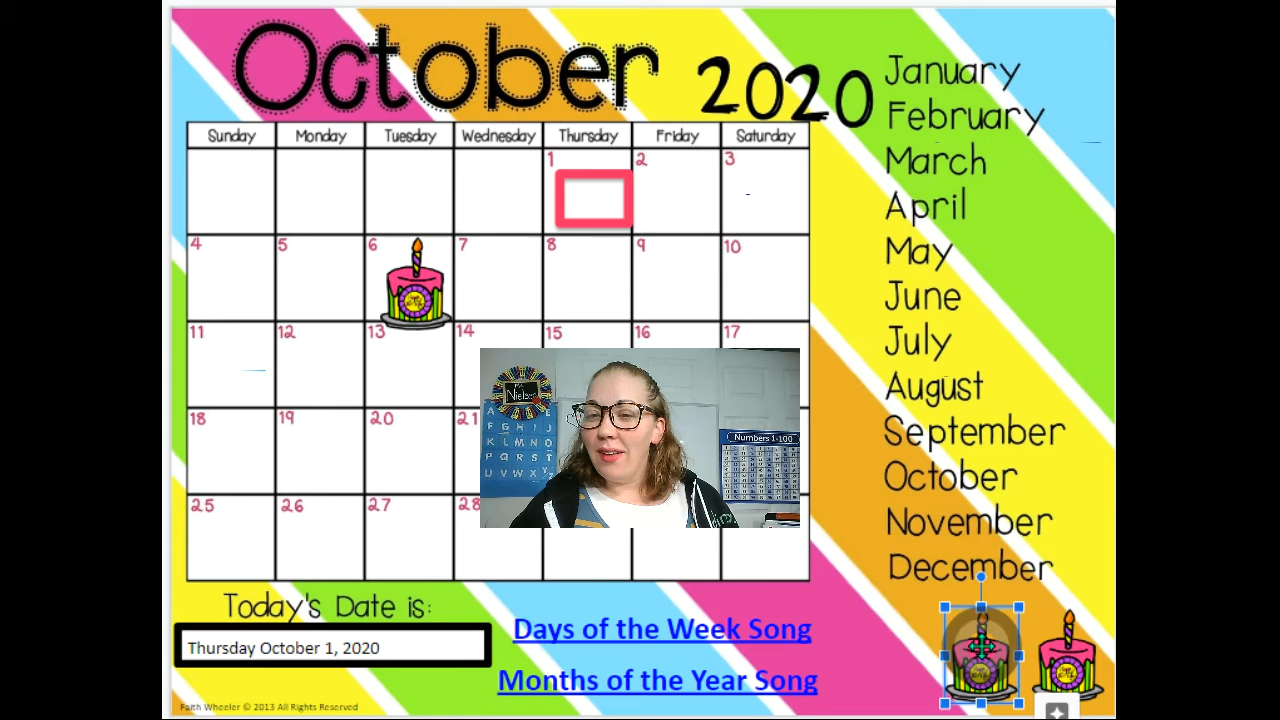 October 2020
Sunday Monday Tuesday Wednesday Thursday Friday Saturday
1 2 3
4 5 6 7 8 9 10
11 12 13 14 15 16 17
18 19 20 21
25 26 27 28
January
February
March
April
May
June
July
August
September
October
November
December
Nielsen
Numbers 1-100
Today's Date is:
Thursday October 1, 2020
Days of the Week Song
Months of the Year Song
Faith Wheeler © 2013 All Rights Reserved